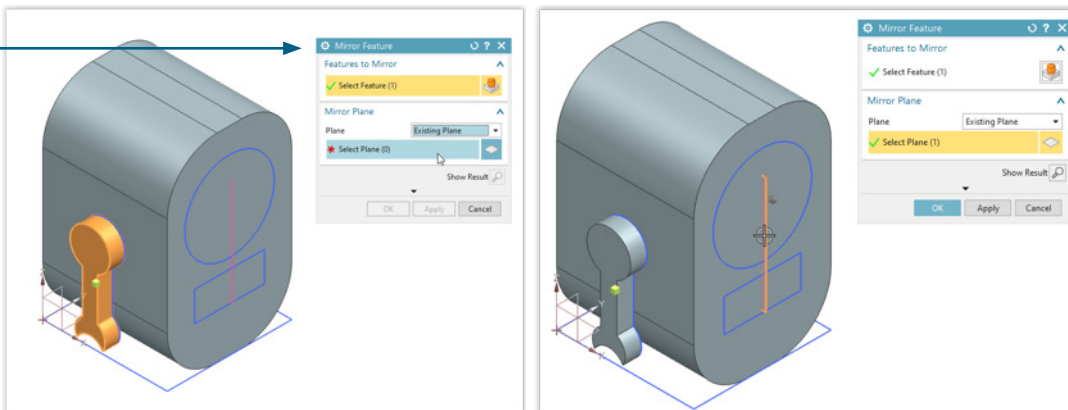 Mirror Feature
Features to Mirror
Select Feature (1)
Mirror Plane
Plane Existing Plane
* Select Plane (0)
Show Result
OK Apply Cancel
Y
X
Mirror Feature
Features to Mirror
Select Feature (1)
Mirror Plane
Plane Existing Plane
Select Plane (1)
Show Result
OK Apply Cancel
Y
X